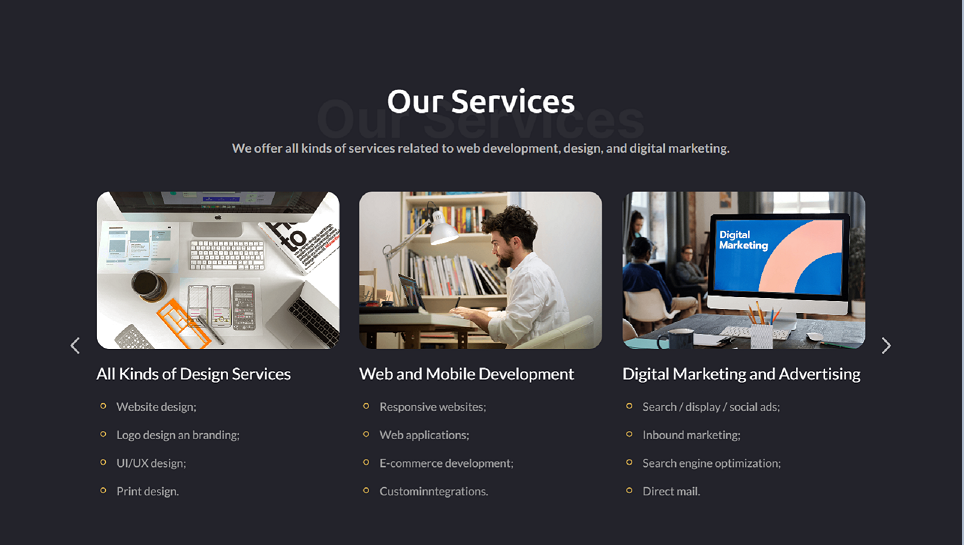 Our Services
Our Services
We offer all kinds of services related to web development, design, and digital marketing.
to
Digital
Marketing
All Kinds of Design Services
Web and Mobile Development
Digital Marketing and Advertising
Website design;
Responsive websites;
Search / display / social ads;
Logo design an branding;
Web applications;
Inbound marketing;
UI/UX design;
E-commerce development;
Search engine optimization;
Print design.
Custominntegrations.
Direct mail.